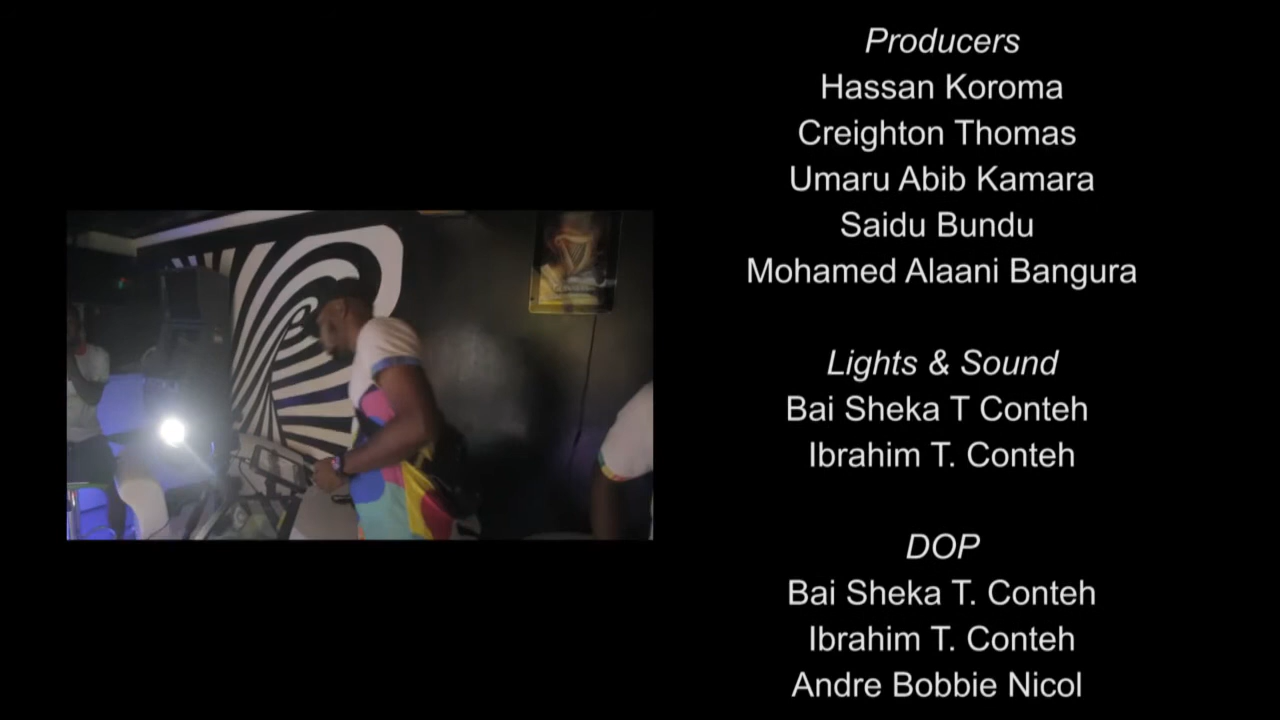 Producers
Hassan Koroma
Creighton Thomas
Umaru Abib Kamara
Saidu Bundu
Mohamed Alaani Bangura
Lights & Sound
Bai Sheka T Conteh
Ibrahim T. Conteh
DOP
Bai Sheka T. Conteh
Ibrahim T. Conteh
Andre Bobbie Nicol